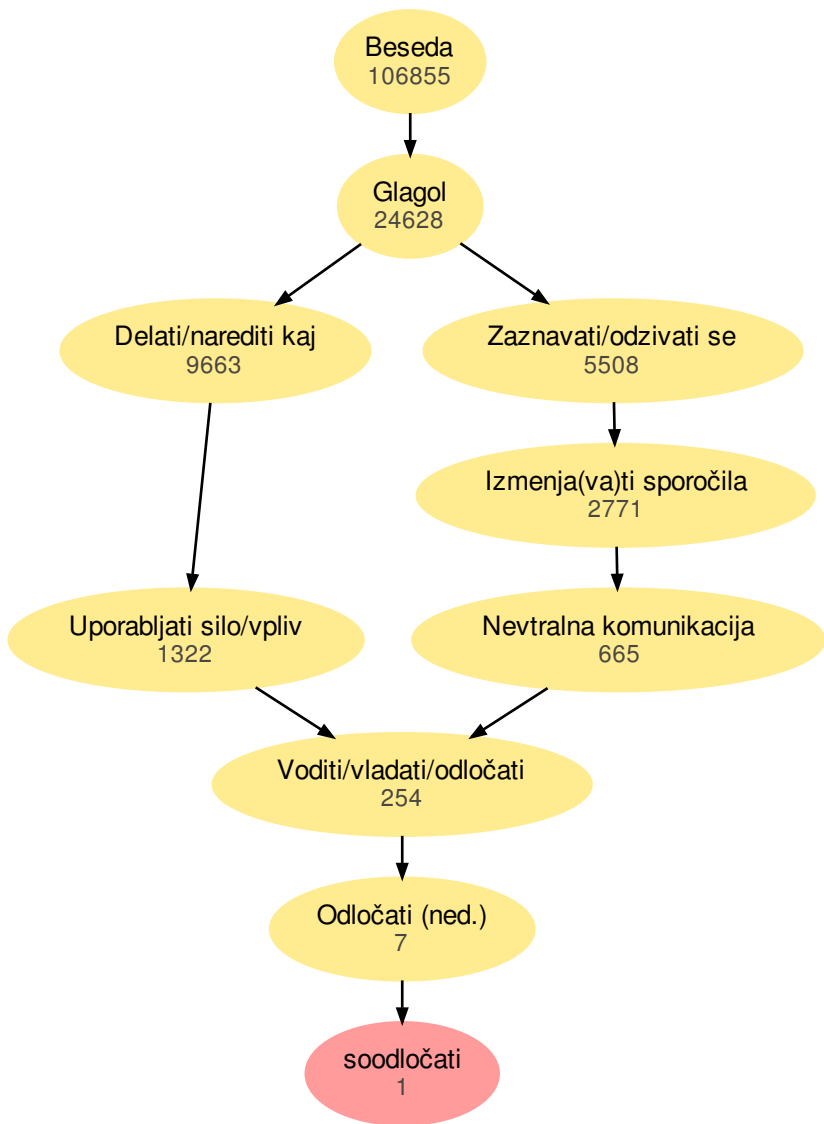 Beseda
106855
Glagol
24628
Delati/narediti kaj
9663
Zaznavati/odzivati se
5508
Izmenja(va)ti sporočila
2771
Uporabljati silo/vpliv
1322
Nevtralna komunikacija
665
Voditi/vladati/odločati
254
Odločati (ned.)
7
soodločati
1